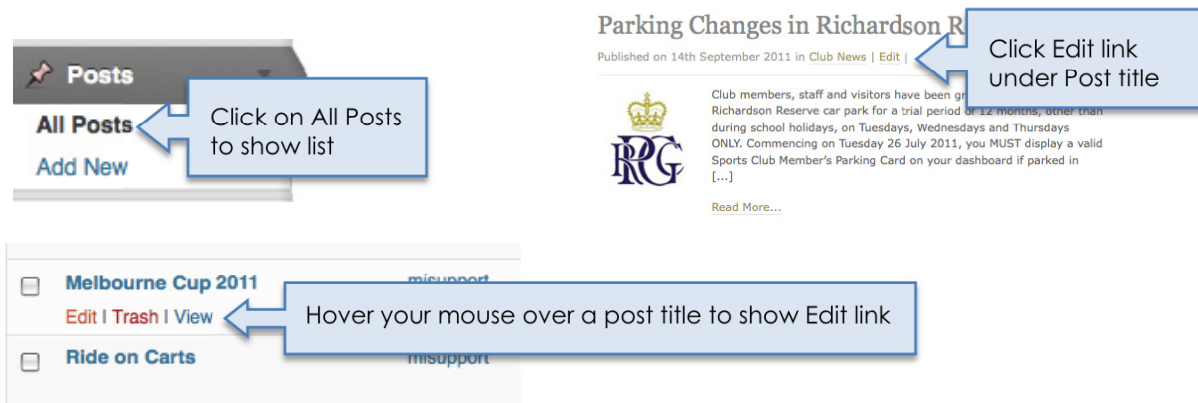 Posts
All Posts
Add New
Click on All Posts
to show list
Parking Changes in Richardson R
Published on 14th September 2011 in Club News | Edit |
Click Edit link
under Post title
RRCG
Club members, staff and visitors have been
Richardson Reserve car park for a trial period of 12 months, other than
during school holidays, on Tuesdays, Wednesdays and Thursdays
ONLY. Commencing on Tuesday 26 July 2011, you MUST display a valid
Sports Club Member's Parking Card on your dashboard if parked in
[...]
Read More...
Melbourne Cup 2011
misupport
Edit | Trash | View
Hover your mouse over a post title to show Edit link
Ride on Carts
misupport